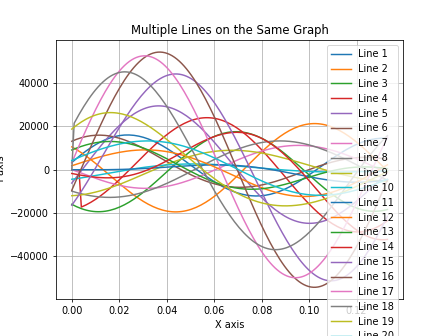 Multiple Lines on the Same Graph
40000
20000
0
−20000
−40000
0.00 0.02 0.04 0.06 0.08 0.10
X axis
Line 1
Line 2
Line 3
Line 4
Line 5
Line 6
Line 7
Line 8
Line 9
Line 10
Line 11
Line 12
Line 13
Line 14
Line 15
Line 16
Line 17
Line 18
Line 19
Line 20